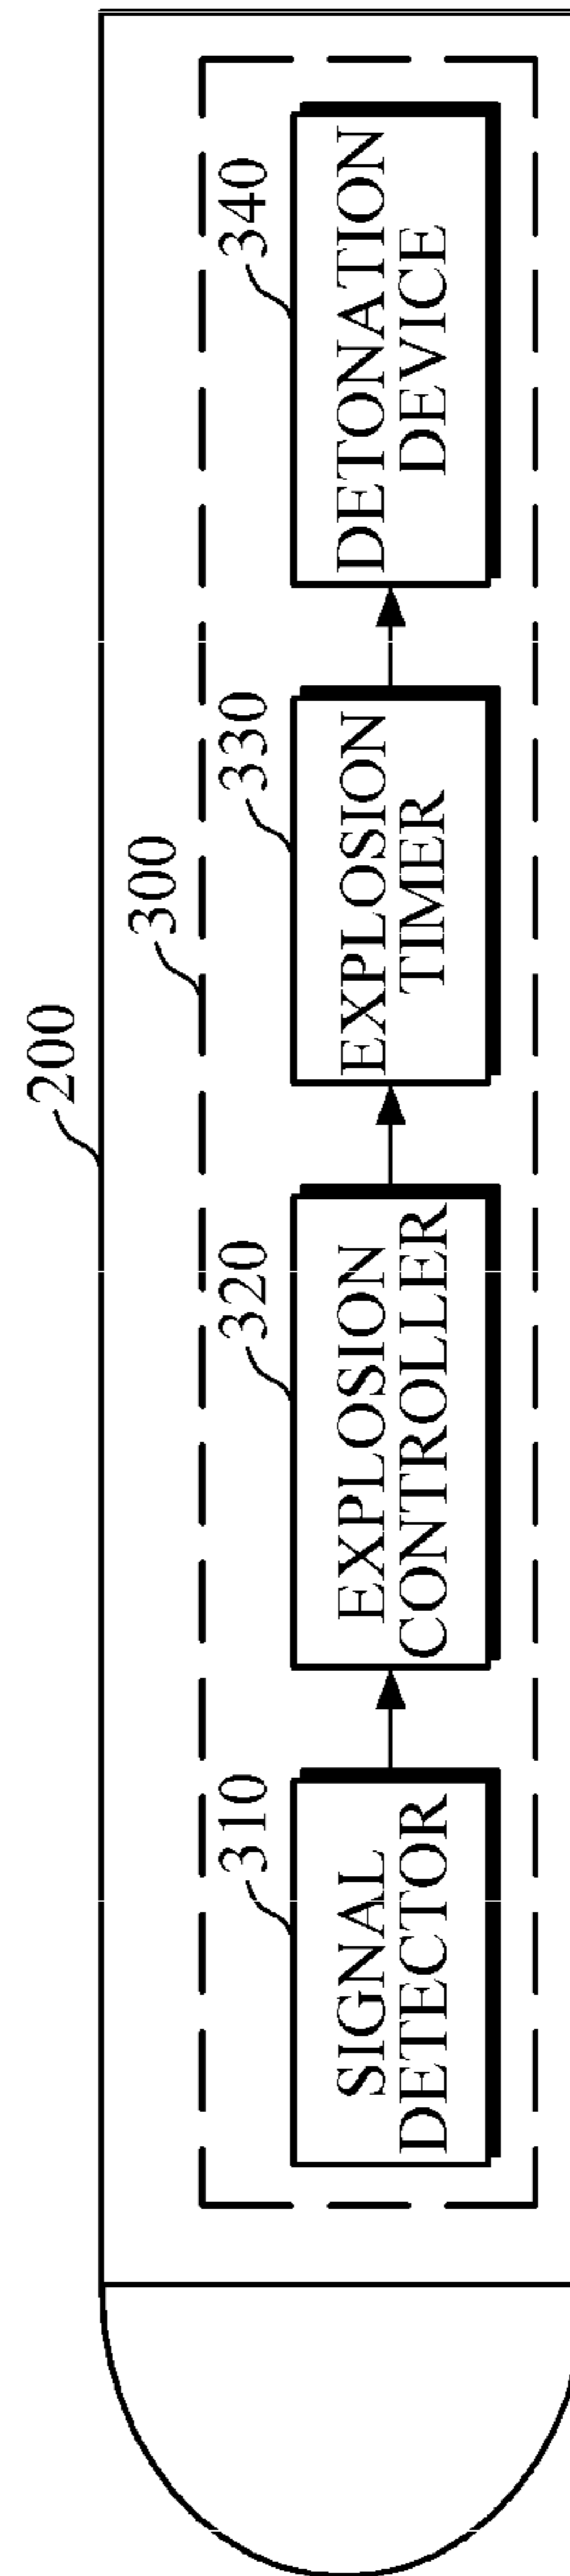 200
300
310
SIGNAL
DETECTOR
320
EXPLOSION
CONTROLLER
330
EXPLOSION
TIMER
340
DETONATION
DEVICE